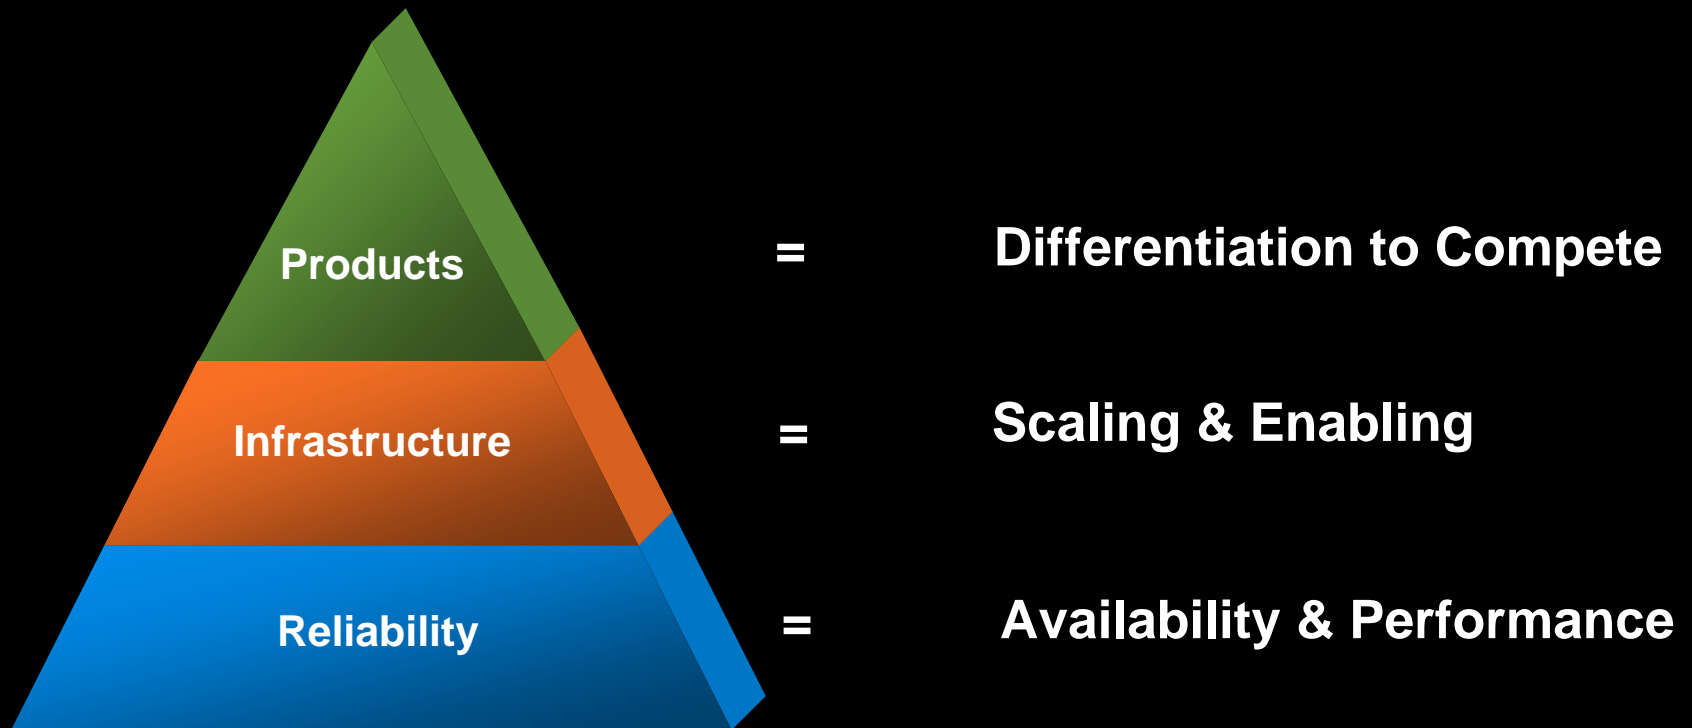 Products = Differentiation to Compete
Infrastructure = Scaling & Enabling
Reliability = Availability & Performance